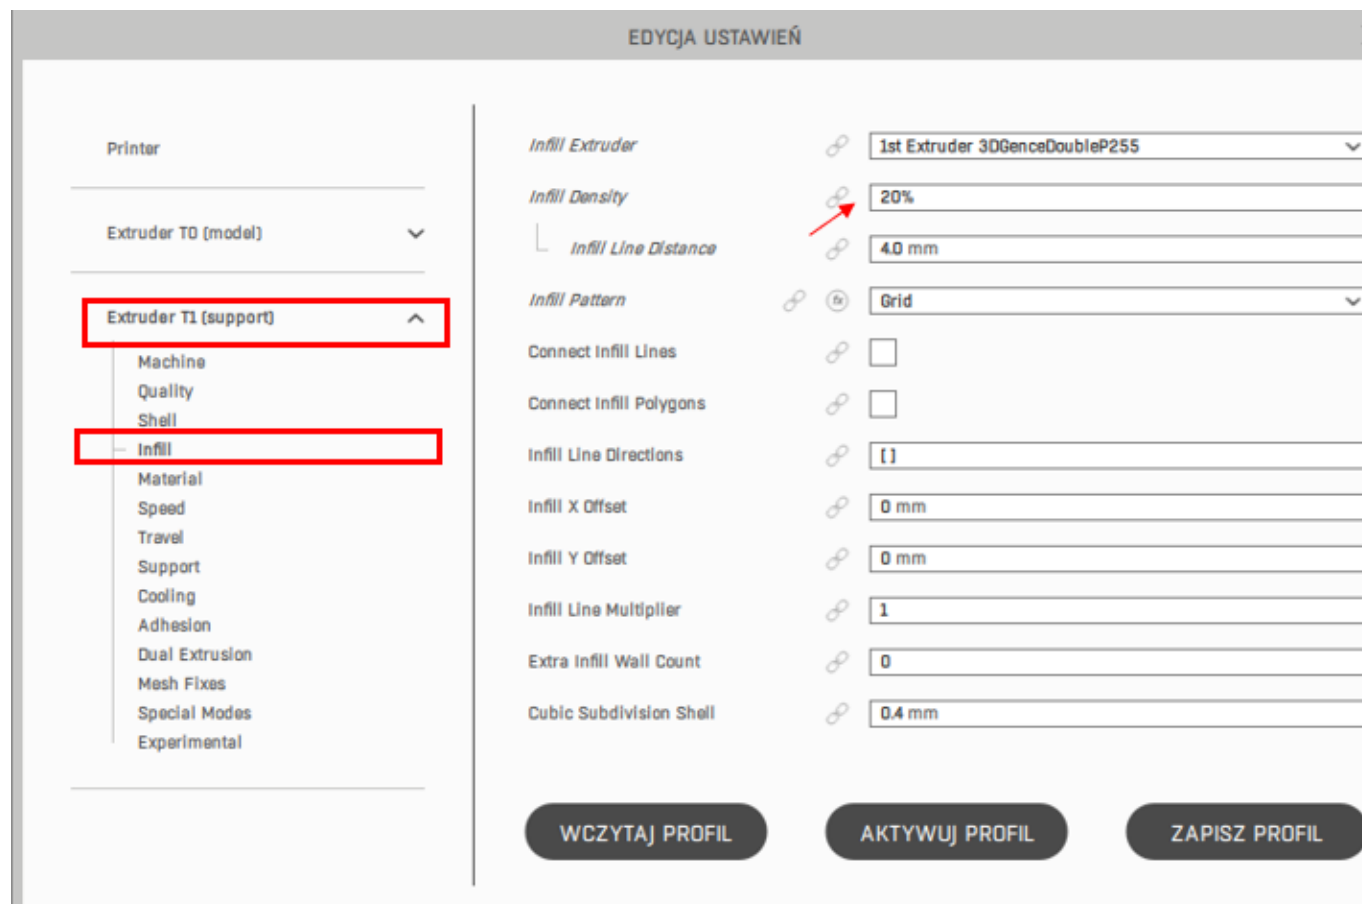 EDYCJA USTAWIEŃ
Printer
Extruder T0 (model)
Extruder T1 (support)
Machine
Quality
Shell
Infill
Material
Speed
Travel
Support
Cooling
Adhesion
Dual Extrusion
Mesh Fixes
Special Modes
Experimental
Infill Extruder 1st Extruder 3DGenceDoubleP255
Infill Density 20%
Infill Line Distance 4.0 mm
Infill Pattern fx Grid
Connect Infill Lines
Connect Infill Polygons
Infill Line Directions [ ]
Infill X Offset 0 mm
Infill Y Offset 0 mm
Infill Line Multiplier 1
Extra Infill Wall Count 0
Cubic Subdivision Shell 0.4 mm
WCZYTAJ PROFIL AKTYWUJ PROFIL ZAPISZ PROFIL